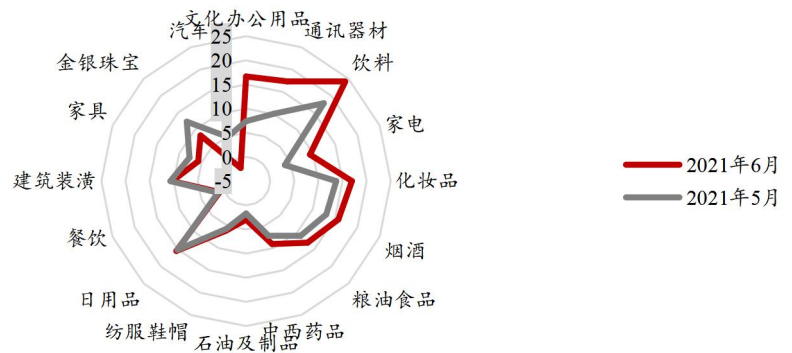 文化办公用品
汽车
通讯器材
25
金银珠宝
20
饮料
15
家具
10
家电
5
0
建筑装潢
-5
化妆品
2021年6月
2021年5月
餐饮
烟酒
日用品
粮油食品
纺服鞋帽
中西药品
石油及制品